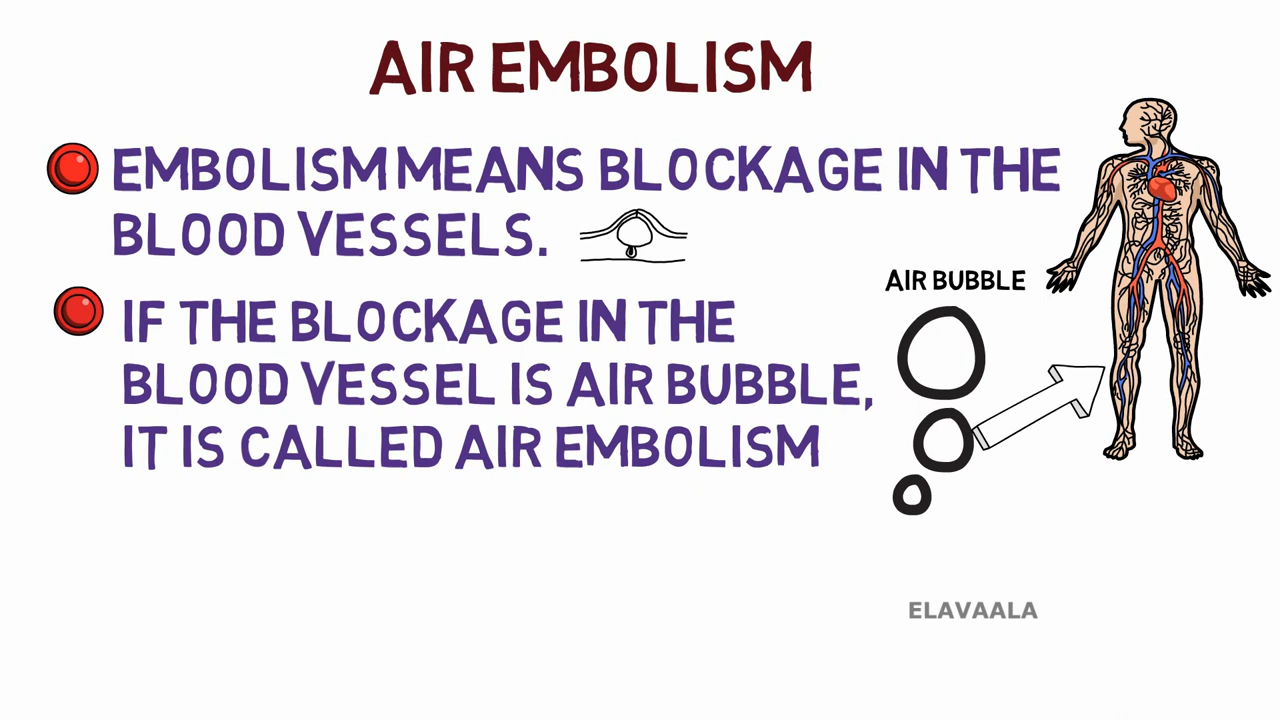 AIR EMBOLISM
EMBOLISM MEANS BLOCKAGE IN THE
BLOOD VESSELS.
AIR BUBBLE
IF THE BLOCKAGE IN THE
BLOOD VESSEL IS AIR BUBBLE,
IT IS CALLED AIR EMBOLISM
ELAVAALA